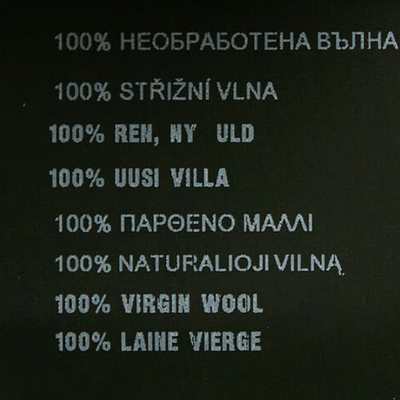 100% НЕОБРАБОТЕНА ВЪЛНА
100% STŘIŽNÍ VLNA
100% REN, NY ULD
100% UUSI VILLA
100% ΠΑΡΘΕΝΟ ΜΑΛΛΙ
100% NATURALIOJI VILNĄ
100% VIRGIN WOOL
100% LAINE VIERGE